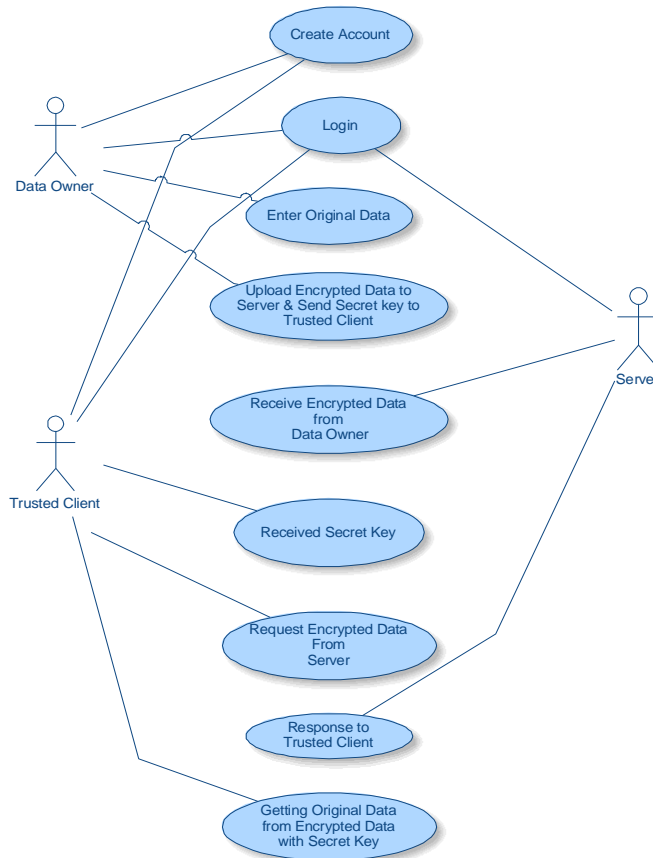 Create Account
Login
Data Owner
Enter Original Data
Upload Encrypted Data to
Server & Send Secret key to
Trusted Client
Serve
Receive Encrypted Data
from
Data Owner
Trusted Client
Received Secret Key
Request Encrypted Data
From
Server
Response to
Trusted Client
Getting Original Data
from Encrypted Data
with Secret Key